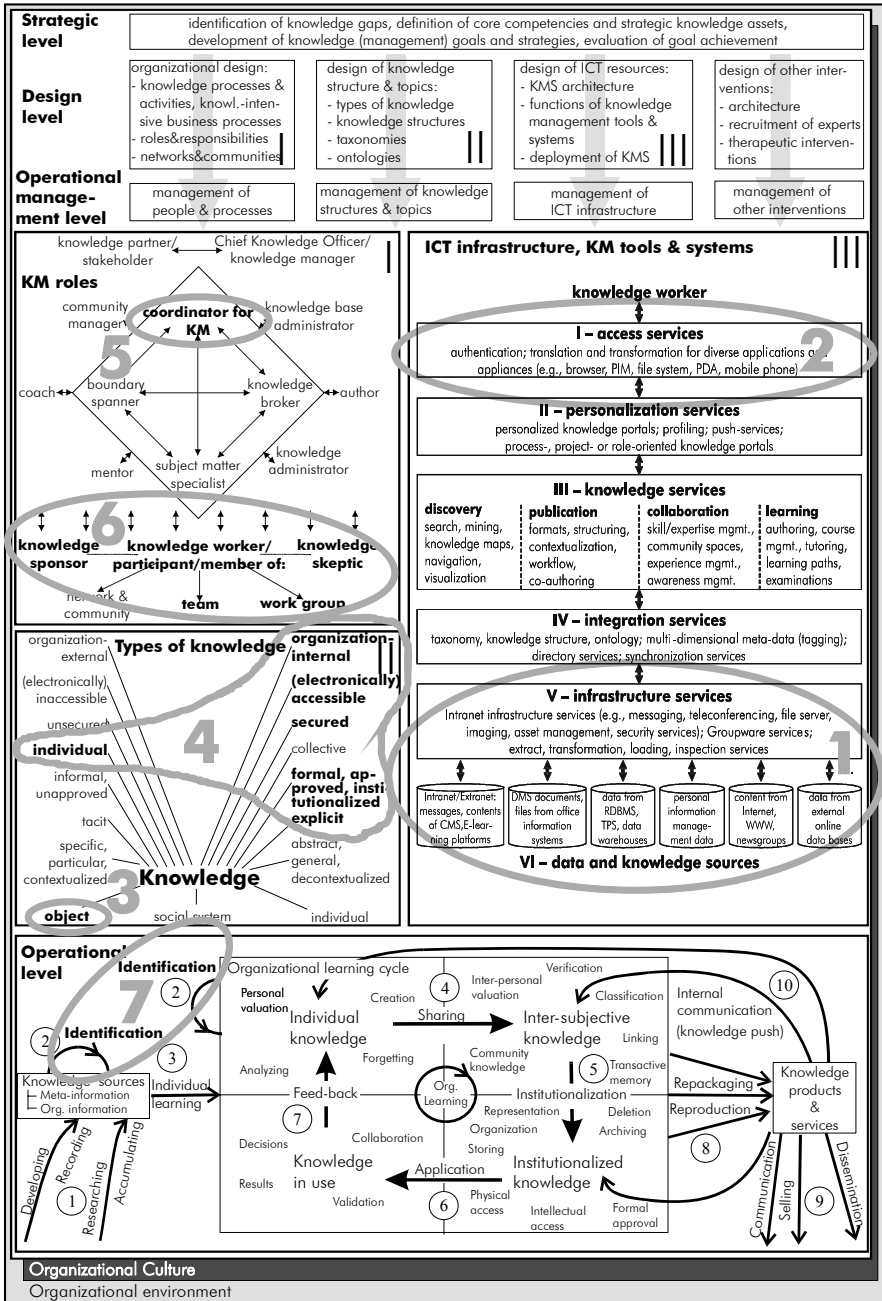 Strategic
level
identification of knowledge gaps, definition of core competencies and strategic knowledge assets,
development of knowledge (management) goals and strategies, evaluation of goal achievement
Design
level
organizational design:
- knowledge processes &
activities, knowl.-inten-
sive business processes
- roles&responsibilities
- networks&communities
I
design of knowledge
structure & topics:
- types of knowledge
- knowledge structures
- taxonomies
- ontologies
II
design of ICT resources:
- KMS architecture
- functions of knowledge
management tools &
systems
- deployment of KMS
III
design of other inter-
ventions:
- architecture
- recruitment of experts
- therapeutic interven-
tions
Operational
manage-
ment level
management of
people & processes
management of knowledge
structures & topics
management of
ICT infrastructure
management of
other interventions
knowledge partner/
stakeholder
Chief Knowledge Officer/
knowledge manager
I
KM roles
community
manager
coordinator for
KM
knowledge base
administrator
5
coach
boundary
spanner
knowledge
broker
author
mentor
subject matter
specialist
knowledge
administrator
6
knowledge
sponsor
knowledge worker/
participant/member of:
knowledge
skeptic
network &
community
team
work group
Types of knowledge
II
organization-
external
organization-
internal
(electronically)
inaccessible
(electronically)
accessible
unsecured
secured
4
individual
collective
informal,
unapproved
formal, ap-
proved, insti-
tutionalized
tacit
explicit
specific,
particular,
contextualized
abstract,
general,
decontextualized
Knowledge
3
object
social system
individual
ICT infrastructure, KM tools & systems
III
knowledge worker
I – access services
authentication; translation and transformation for diverse applications and
appliances (e.g., browser, PIM, file system, PDA, mobile phone)
2
II – personalization services
personalized knowledge portals; profiling; push-services;
process-, project- or role-oriented knowledge portals
III – knowledge services
discovery
search, mining,
knowledge maps,
navigation,
visualization
publication
formats, structuring,
contextualization,
workflow,
co-authoring
collaboration
skill/expertise mgmt.,
community spaces,
experience mgmt.,
awareness mgmt.
learning
authoring, course
mgmt., tutoring,
learning paths,
examinations
IV – integration services
taxonomy, knowledge structure, ontology; multi-dimensional meta-data (tagging);
directory services; synchronization services
V – infrastructure services
Intranet infrastructure services (e.g., messaging, teleconferencing, file server,
imaging, asset management, security services); Groupware services;
extract, transformation, loading, inspection services
1
Intranet/Extranet:
messages, contents
of CMS,E-lear-
ning platforms
DMS documents,
files from office
information
systems
data from
RDBMS,
TPS, data
warehouses
personal
information
manage-
ment data
content from
Internet,
WWW,
newsgroups
data from
external
online
data bases
VI – data and knowledge sources
Operational
level
7
Identification
2
Identification
2
3
Knowledge sources
Meta-information
Org. information
Individual
learning
Developing
Recording
1
Researching
Accumulating
Organizational learning cycle
Personal
valuation
Creation
4
Inter-personal
valuation
Verification
Classification
Individual
knowledge
Sharing
Inter-subjective
knowledge
Linking
Forgetting
Community
knowledge
5
Transactive
memory
Analyzing
Feed-back
Org.
Learning
Institutionalization
7
Representation
Deletion
Organization
Archiving
Collaboration
Storing
Decisions
Knowledge
in use
Application
Institutionalized
knowledge
Results
Validation
6
Physical
access
Intellectual
access
Formal
approval
10
Internal
communication
(knowledge push)
Repackaging
Reproduction
8
Knowledge
products
&
services
Communication
Selling
9
Dissemination
Organizational Culture
Organizational environment